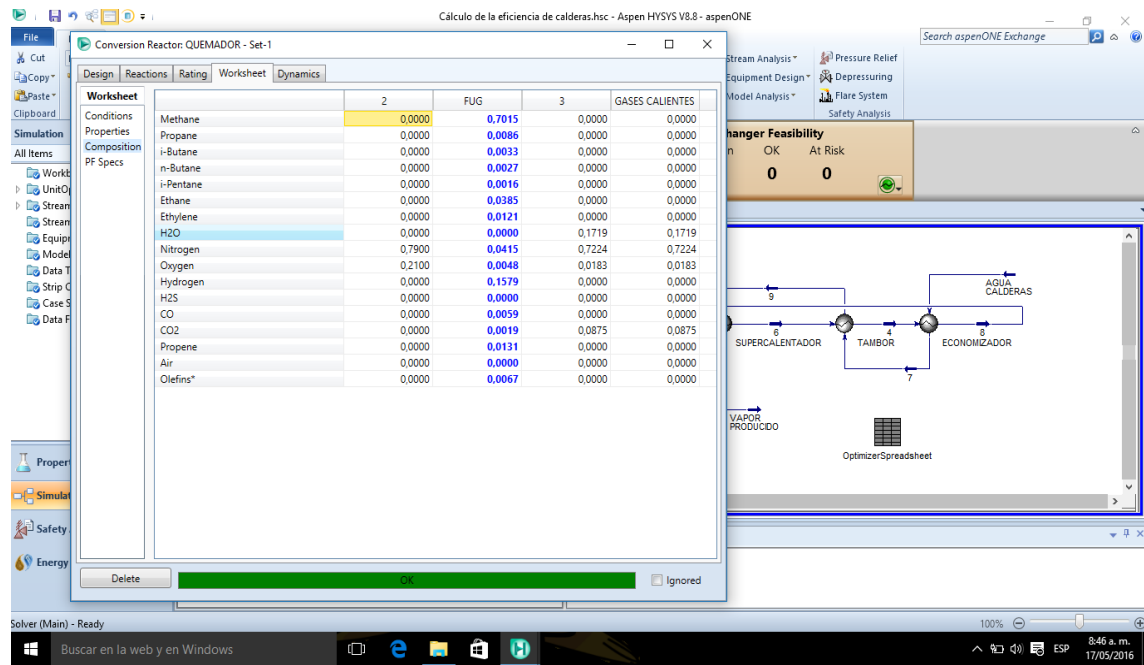 Cálculo de la eficiencia de calderas.hsc - Aspen HYSYS V8.8 - aspenONE
File
Search aspenONE Exchange
Cut
Copy
Paste
Clipboard
Stream Analysis
Equipment Design
Model Analysis
Pressure Relief
Depressuring
Flare System
Safety Analysis
Simulation
All Items
Workb
UnitO
Stream
Stream
Equip
Model
Data T
Strip C
Case S
Data F
Proper
Simulat
Safety
Energy
Conversion Reactor: QUEMADOR - Set-1
Design Reactions Rating Worksheet Dynamics
Worksheet
Conditions
Properties
Composition
PF Specs
2 FUG 3 GASES CALIENTES
Methane 0,0000 0,7015 0,0000 0,0000
Propane 0,0000 0,0086 0,0000 0,0000
i-Butane 0,0000 0,0033 0,0000 0,0000
n-Butane 0,0000 0,0027 0,0000 0,0000
i-Pentane 0,0000 0,0016 0,0000 0,0000
Ethane 0,0000 0,0385 0,0000 0,0000
Ethylene 0,0000 0,0121 0,0000 0,0000
H2O 0,0000 0,0000 0,1719 0,1719
Nitrogen 0,7900 0,0415 0,7224 0,7224
Oxygen 0,2100 0,0048 0,0183 0,0183
Hydrogen 0,0000 0,1579 0,0000 0,0000
H2S 0,0000 0,0000 0,0000 0,0000
CO 0,0000 0,0059 0,0000 0,0000
CO2 0,0000 0,0019 0,0875 0,0875
Propene 0,0000 0,0131 0,0000 0,0000
Air 0,0000 0,0000 0,0000 0,0000
Olefins* 0,0000 0,0067 0,0000 0,0000
Delete
OK
Ignored
hanger Feasibility
n OK At Risk
0 0
9
AGUA
CALDERAS
6
SUPERCALENTADOR
4
TAMBOR
8
ECONOMIZADOR
7
VAPOR
PRODUCIDO
OptimizerSpreadsheet
Solver (Main) - Ready
100%
Buscar en la web y en Windows
ESP
8:46 a. m.
17/05/2016